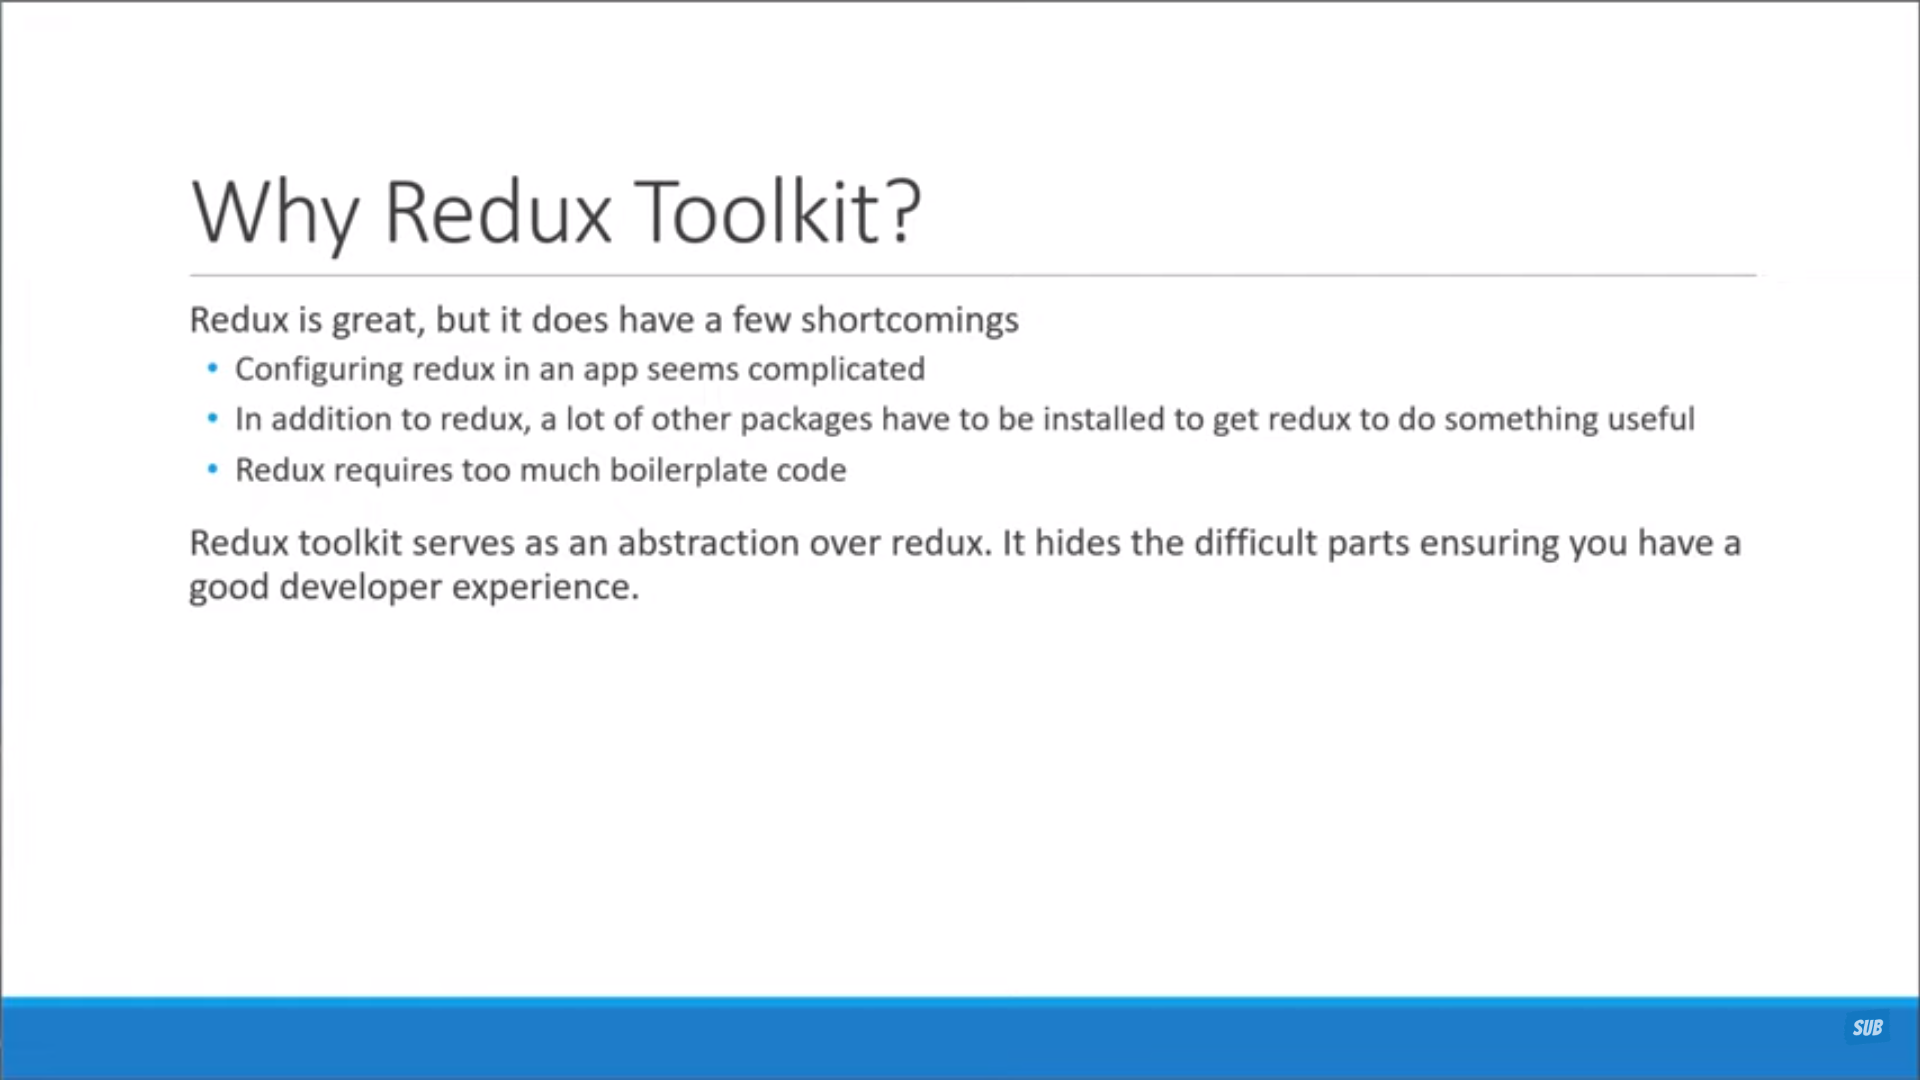 Why Redux Toolkit?
Redux is great, but it does have a few shortcomings
• Configuring redux in an app seems complicated
• In addition to redux, a lot of other packages have to be installed to get redux to do something useful
• Redux requires too much boilerplate code
Redux toolkit serves as an abstraction over redux. It hides the difficult parts ensuring you have a
good developer experience.
SUB